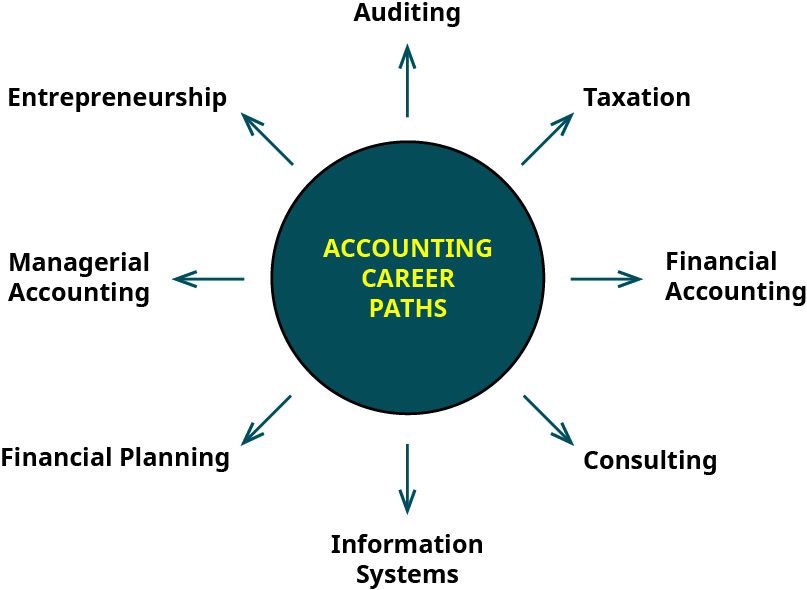 Auditing
Entrepreneurship
Taxation
ACCOUNTING
CAREER
PATHS
Managerial
Accounting
Financial
Accounting
Financial Planning
Consulting
Information
Systems